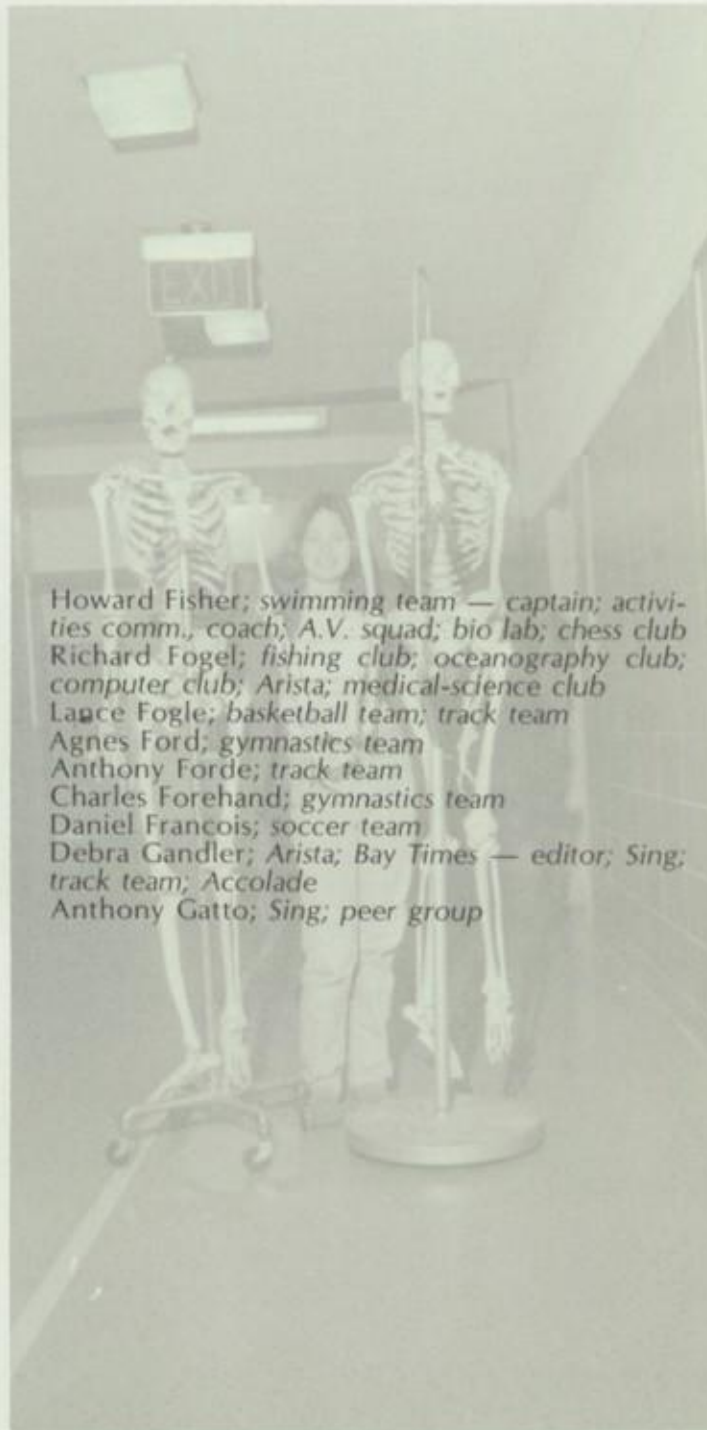 EXIT
Howard Fisher; swimming team — captain; activi-
ties comm., coach; A.V. squad; bio lab; chess club
Richard Fogel; fishing club; oceanography club;
computer club; Arista; medical-science club
Lance Fogle; basketball team; track team
Agnes Ford; gymnastics team
Anthony Forde; track team
Charles Forehand; gymnastics team
Daniel Francois; soccer team
Debra Gandler; Arista; Bay Times — editor; Sing;
track team; Accolade
Anthony Gatto; Sing; peer group